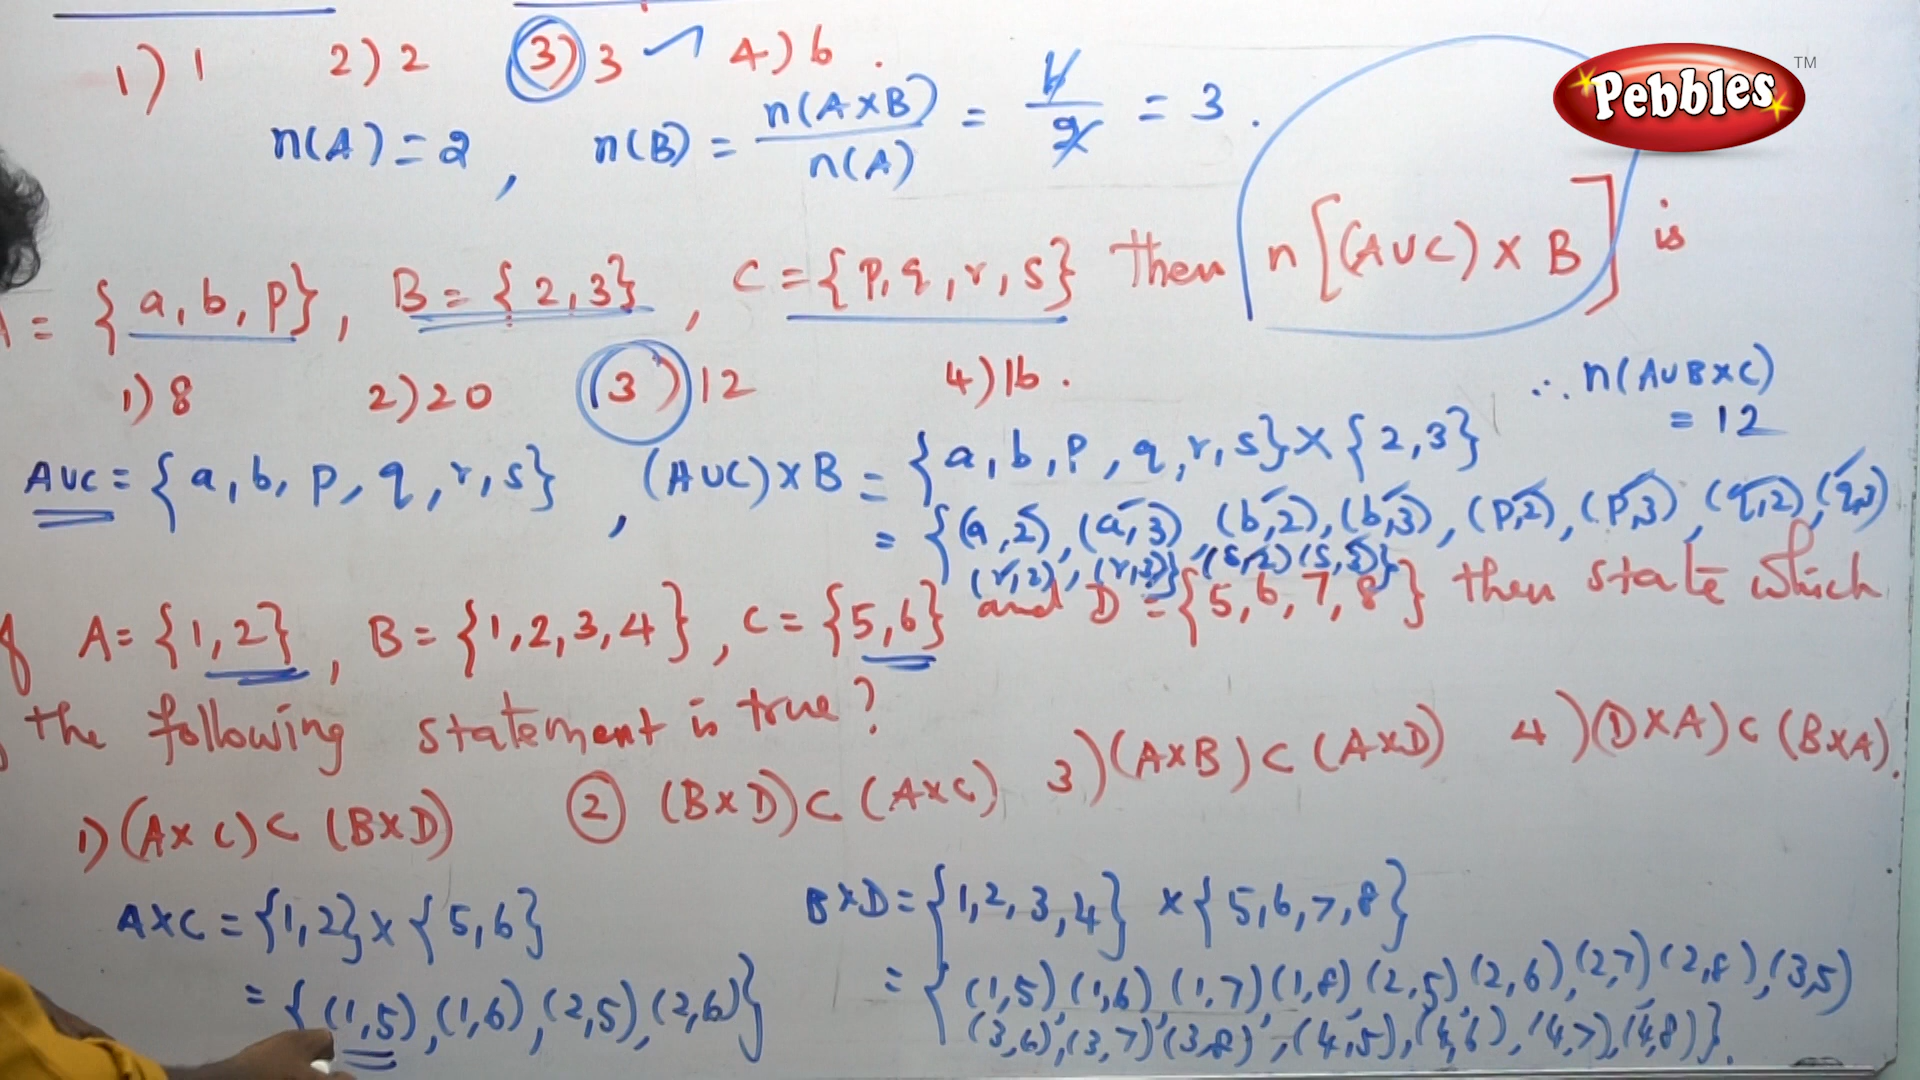 Pebbles TM
1) 1 2) 2 3) 3 4) 6 .
n(A) = 2 , n(B) = n(A×B) / n(A) = 6 / 2 = 3 .
= {a, b, p}, B = {2,3} , C = {p, q, r, s} Then n[(A∪C) × B] is
1) 8 2) 20 3) 12 4) 16 .
∴ n(A∪B×C)
= 12
A∪C = {a, b, p, q, r, s} , (A∪C)×B = {a, b, p, q, r, s} × {2,3}
= {(a,2), (a,3), (b,2), (b,3), (p,2), (p,3), (q,2), (q,3)
(r,2), (r,3), (s,2) (s,3)}
f A = {1,2}, B = {1,2,3,4}, C = {5,6} and D = {5,6,7,8} then state which
the following statement is true?
1) (A×C) ⊂ (B×D) 2 (B×D) ⊂ (A×C) 3) (A×B) ⊂ (A×D) 4) (D×A) ⊂ (B×A).
A×C = {1,2} × {5,6}
= {(1,5), (1,6), (2,5), (2,6)}
B×D = {1,2,3,4} × {5,6,7,8}
= {(1,5), (1,6), (1,7) (1,8) (2,5) (2,6), (2,7) (2,8), (3,5)
(3,6), (3,7) (3,8), (4,5), (4,6), (4,7), (4,8)}.